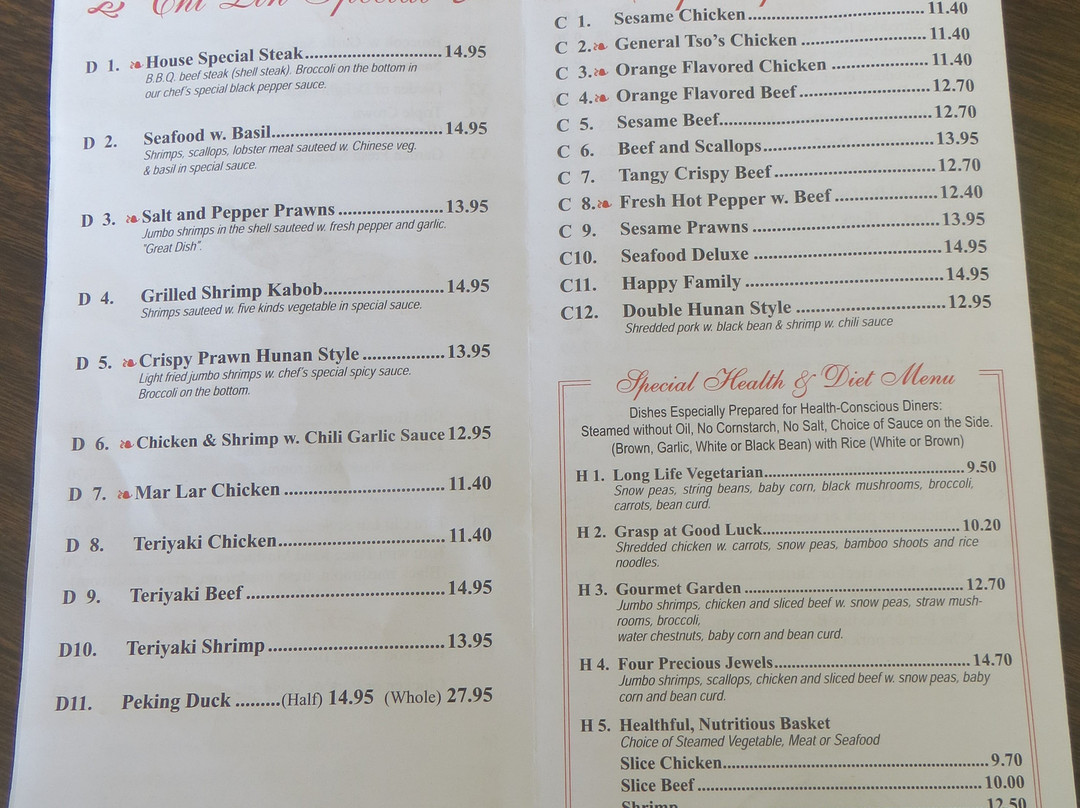 Chi Lin Special
D 1. House Special Steak..........................14.95
B.B.Q. beef steak (shell steak). Broccoli on the bottom in
our chef's special black pepper sauce.
D 2. Seafood w. Basil................................14.95
Shrimps, scallops, lobster meat sauteed w. Chinese veg.
& basil in special sauce.
D 3. Salt and Pepper Prawns....................13.95
Jumbo shrimps in the shell sauteed w. fresh pepper and garlic.
"Great Dish".
D 4. Grilled Shrimp Kabob.......................14.95
Shrimps sauteed w. five kinds vegetable in special sauce.
D 5. Crispy Prawn Hunan Style................13.95
Light fried jumbo shrimps w. chef's special spicy sauce.
Broccoli on the bottom.
D 6. Chicken & Shrimp w. Chili Garlic Sauce 12.95
D 7. Mar Lar Chicken...............................11.40
D 8. Teriyaki Chicken................................11.40
D 9. Teriyaki Beef......................................14.95
D10. Teriyaki Shrimp..................................13.95
D11. Peking Duck.........(Half) 14.95 (Whole) 27.95
C 1. Sesame Chicken..................................11.40
C 2. General Tso's Chicken........................11.40
C 3. Orange Flavored Chicken..................11.40
C 4. Orange Flavored Beef.........................12.70
C 5. Sesame Beef........................................12.70
C 6. Beef and Scallops................................13.95
C 7. Tangy Crispy Beef...............................12.70
C 8. Fresh Hot Pepper w. Beef....................12.40
C 9. Sesame Prawns...................................13.95
C10. Seafood Deluxe...................................14.95
C11. Happy Family.....................................14.95
C12. Double Hunan Style............................12.95
Shredded pork w. black bean & shrimp w. chili sauce
Special Health & Diet Menu
Dishes Especially Prepared for Health-Conscious Diners:
Steamed without Oil, No Cornstarch, No Salt, Choice of Sauce on the Side.
(Brown, Garlic, White or Black Bean) with Rice (White or Brown)
H 1. Long Life Vegetarian........................................9.50
Snow peas, string beans, baby corn, black mushrooms, broccoli,
carrots, bean curd.
H 2. Grasp at Good Luck.......................................10.20
Shredded chicken w. carrots, snow peas, bamboo shoots and rice
noodles.
H 3. Gourmet Garden...........................................12.70
Jumbo shrimps, chicken and sliced beef w. snow peas, straw mush-
rooms, broccoli,
water chestnuts, baby corn and bean curd.
H 4. Four Precious Jewels.......................................14.70
Jumbo shrimps, scallops, chicken and sliced beef w. snow peas, baby
corn and bean curd.
H 5. Healthful, Nutritious Basket
Choice of Steamed Vegetable, Meat or Seafood
Slice Chicken.....................................................9.70
Slice Beef.........................................................10.00
Shrimp 12.50